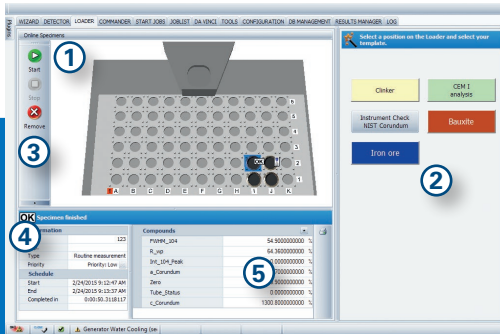 Plugins
WIZARD DETECTOR LOADER COMMANDER START JOBS JOBLIST DA VINCI TOOLS CONFIGURATION DB MANAGEMENT RESULTS MANAGER LOG
Online Specimens
Start
Stop
Remove
1
3
6
5
4
3
2
1
A B C D E F G H I J K
Select a position on the Loader and select your
template.
Clinker
CEM I
analysis
Instrument Check
NIST Corundum
Bauxite
Iron ore
2
OK Specimen finished
4
123
Type Routine measurement
Priority Priority: Low
Schedule
Start 2/24/2015 9:12:47 AM
End 2/24/2015 9:13:37 AM
Completed in 0:00:50.3118117
Compounds
FWHM_104 54.9000000000 %
R_wp 64.3600000000 %
Int_104_Peak %
a_Corundum %
Zero %
Tube_Status 0.0000000000 %
c_Corundum 1300.8000000000 %
5
Generator Water Cooling (se